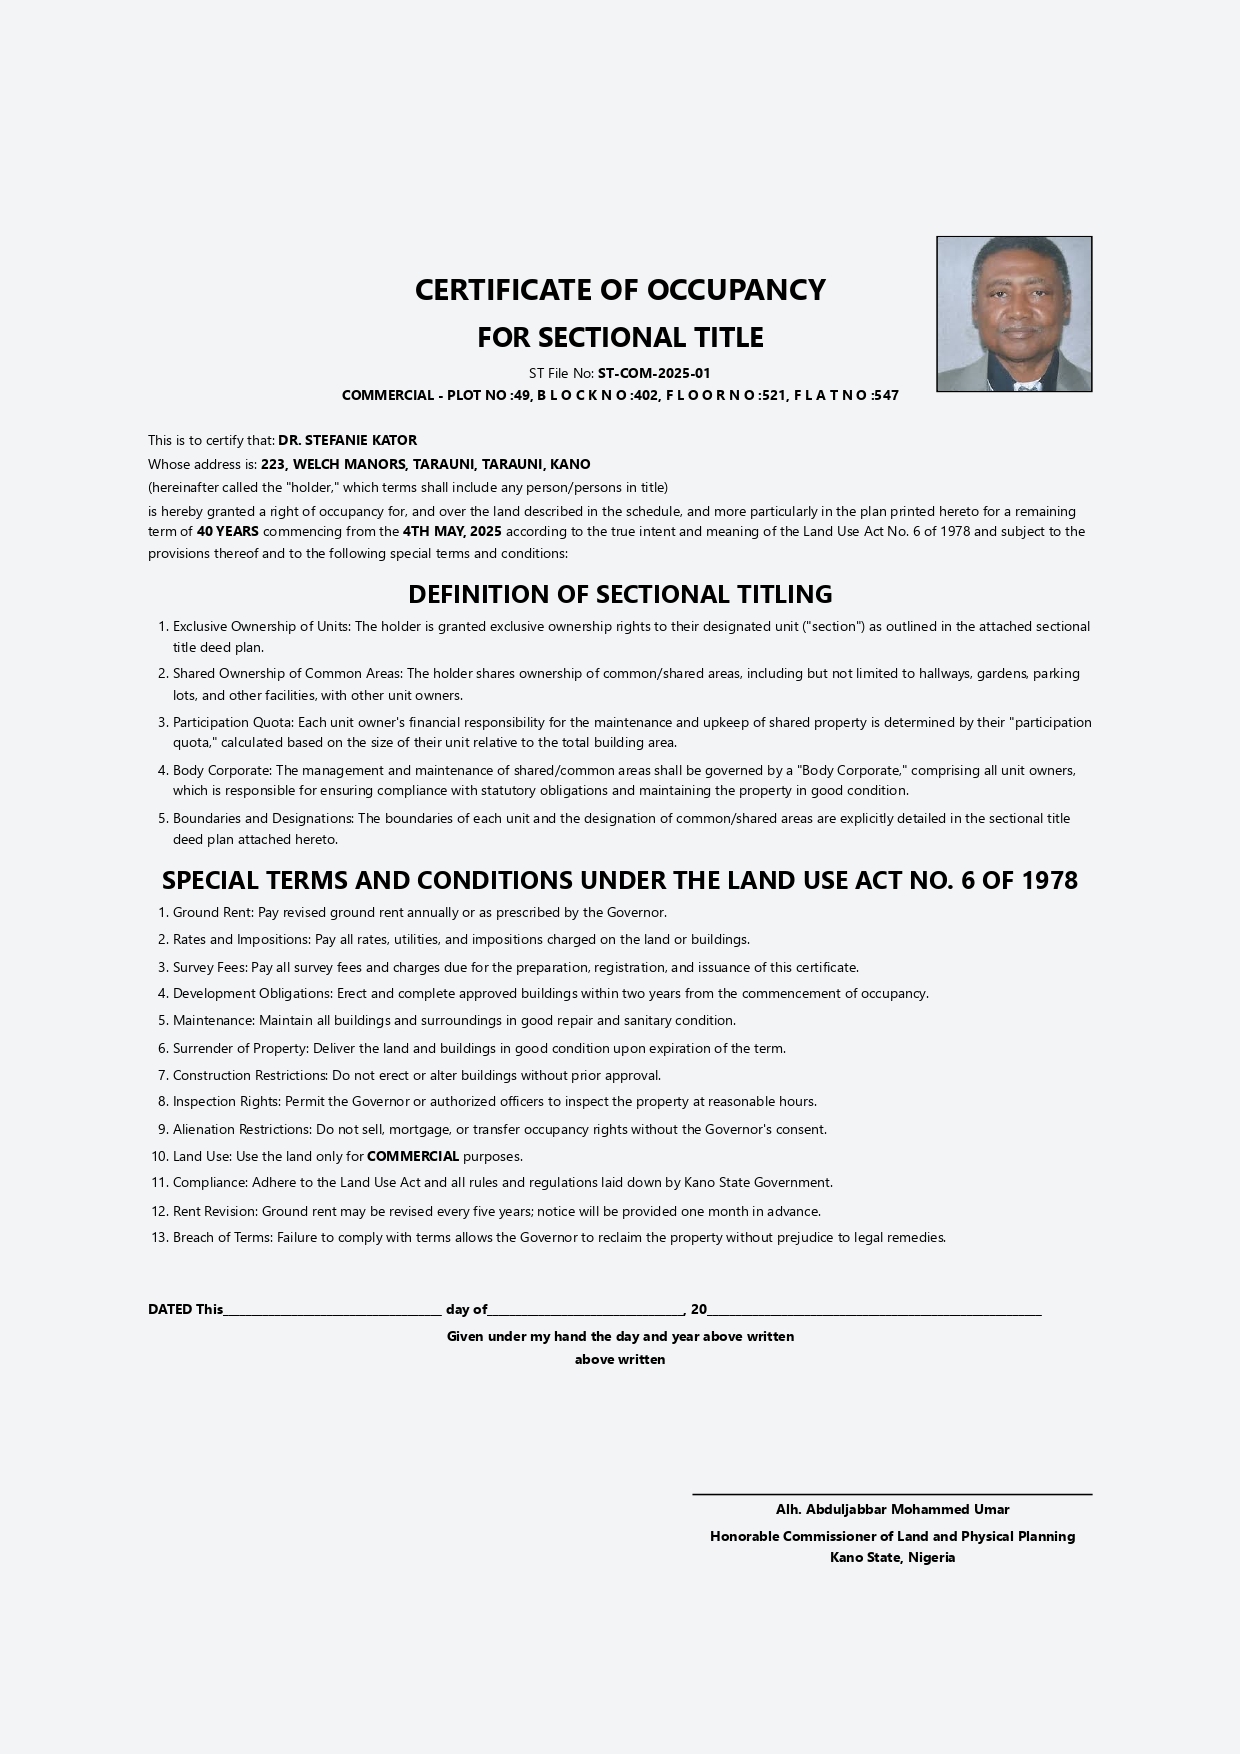 CERTIFICATE OF OCCUPANCY
FOR SECTIONAL TITLE
ST File No: ST-COM-2025-01
COMMERCIAL - PLOT NO :49, B L O C K N O :402, F L O O R N O :521, F L A T N O :547
This is to certify that: DR. STEFANIE KATOR
Whose address is: 223, WELCH MANORS, TARAUNI, TARAUNI, KANO
(hereinafter called the "holder," which terms shall include any person/persons in title)
is hereby granted a right of occupancy for, and over the land described in the schedule, and more particularly in the plan printed hereto for a remaining
term of 40 YEARS commencing from the 4TH MAY, 2025 according to the true intent and meaning of the Land Use Act No. 6 of 1978 and subject to the
provisions thereof and to the following special terms and conditions:
DEFINITION OF SECTIONAL TITLING
1. Exclusive Ownership of Units: The holder is granted exclusive ownership rights to their designated unit ("section") as outlined in the attached sectional
title deed plan.
2. Shared Ownership of Common Areas: The holder shares ownership of common/shared areas, including but not limited to hallways, gardens, parking
lots, and other facilities, with other unit owners.
3. Participation Quota: Each unit owner's financial responsibility for the maintenance and upkeep of shared property is determined by their "participation
quota," calculated based on the size of their unit relative to the total building area.
4. Body Corporate: The management and maintenance of shared/common areas shall be governed by a "Body Corporate," comprising all unit owners,
which is responsible for ensuring compliance with statutory obligations and maintaining the property in good condition.
5. Boundaries and Designations: The boundaries of each unit and the designation of common/shared areas are explicitly detailed in the sectional title
deed plan attached hereto.
SPECIAL TERMS AND CONDITIONS UNDER THE LAND USE ACT NO. 6 OF 1978
1. Ground Rent: Pay revised ground rent annually or as prescribed by the Governor.
2. Rates and Impositions: Pay all rates, utilities, and impositions charged on the land or buildings.
3. Survey Fees: Pay all survey fees and charges due for the preparation, registration, and issuance of this certificate.
4. Development Obligations: Erect and complete approved buildings within two years from the commencement of occupancy.
5. Maintenance: Maintain all buildings and surroundings in good repair and sanitary condition.
6. Surrender of Property: Deliver the land and buildings in good condition upon expiration of the term.
7. Construction Restrictions: Do not erect or alter buildings without prior approval.
8. Inspection Rights: Permit the Governor or authorized officers to inspect the property at reasonable hours.
9. Alienation Restrictions: Do not sell, mortgage, or transfer occupancy rights without the Governor's consent.
10. Land Use: Use the land only for COMMERCIAL purposes.
11. Compliance: Adhere to the Land Use Act and all rules and regulations laid down by Kano State Government.
12. Rent Revision: Ground rent may be revised every five years; notice will be provided one month in advance.
13. Breach of Terms: Failure to comply with terms allows the Governor to reclaim the property without prejudice to legal remedies.
DATED This______________________________ day of___________________________, 20______________________________________________
Given under my hand the day and year above written
above written
Alh. Abduljabbar Mohammed Umar
Honorable Commissioner of Land and Physical Planning
Kano State, Nigeria